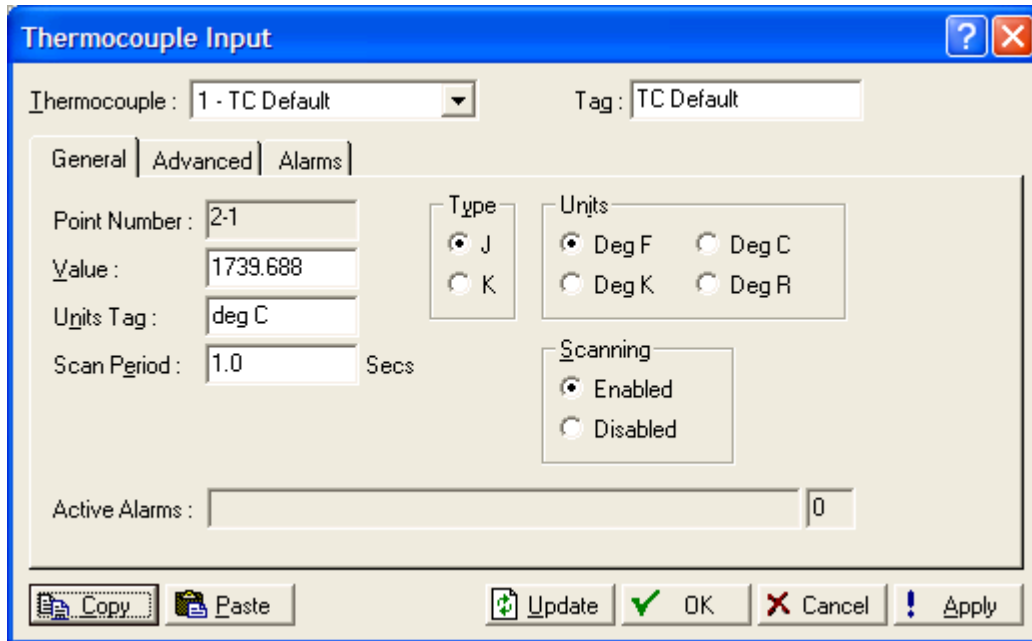 Thermocouple Input
Thermocouple : 1 - TC Default Tag : TC Default
General Advanced Alarms
Point Number : 2-1
Value : 1739.688
Units Tag : deg C
Scan Period : 1.0 Secs
Type
J
K
Units
Deg F Deg C
Deg K Deg R
Scanning
Enabled
Disabled
Active Alarms : 0
Copy Paste Update OK Cancel Apply